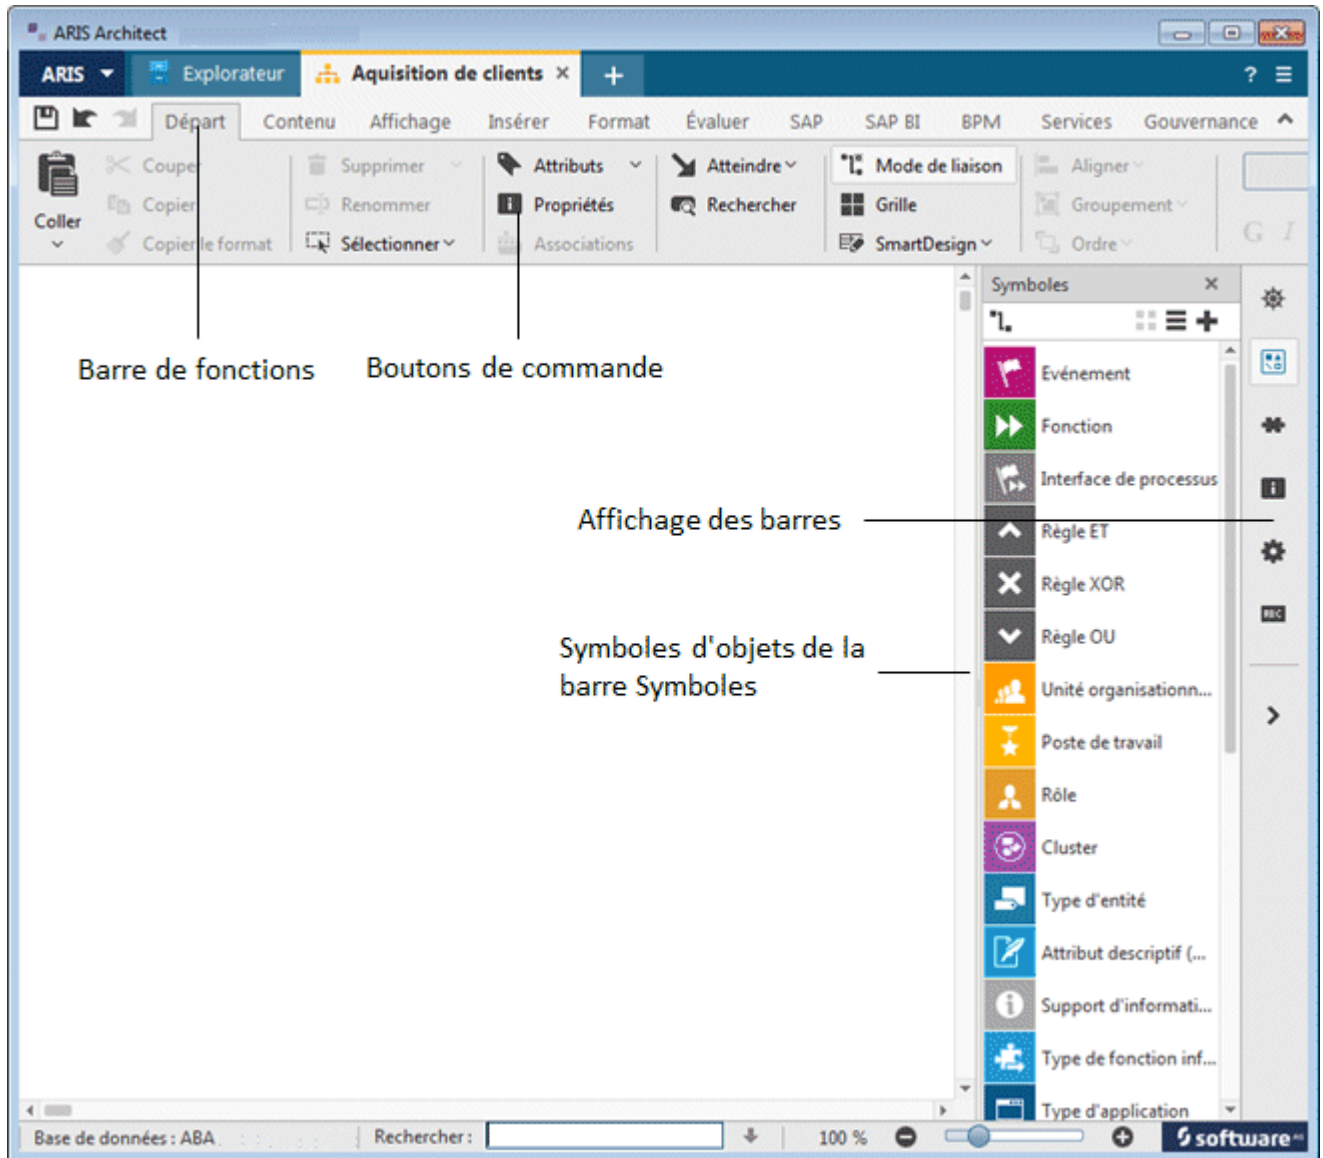 ARIS Architect
ARIS Explorateur Aquisition de clients × + ?
Départ Contenu Affichage Insérer Format Évaluer SAP SAP BI BPM Services Gouvernance
Couper Supprimer Attributs Atteindre Mode de liaison Aligner
Coller Copier Renommer Propriétés Rechercher Grille Groupement
Copier le format Sélectionner Associations SmartDesign Ordre G I
Symboles ×
Barre de fonctions Boutons de commande
Evénement
Fonction
Interface de processus
Affichage des barres
Règle ET
Règle XOR
Règle OU
Symboles d'objets de la
barre Symboles
Unité organisationn...
Poste de travail
Rôle
Cluster
Type d'entité
Attribut descriptif (...
Support d'informati...
Type de fonction inf...
Type d'application
REC
Base de données : ABA Rechercher : 100 % software AG